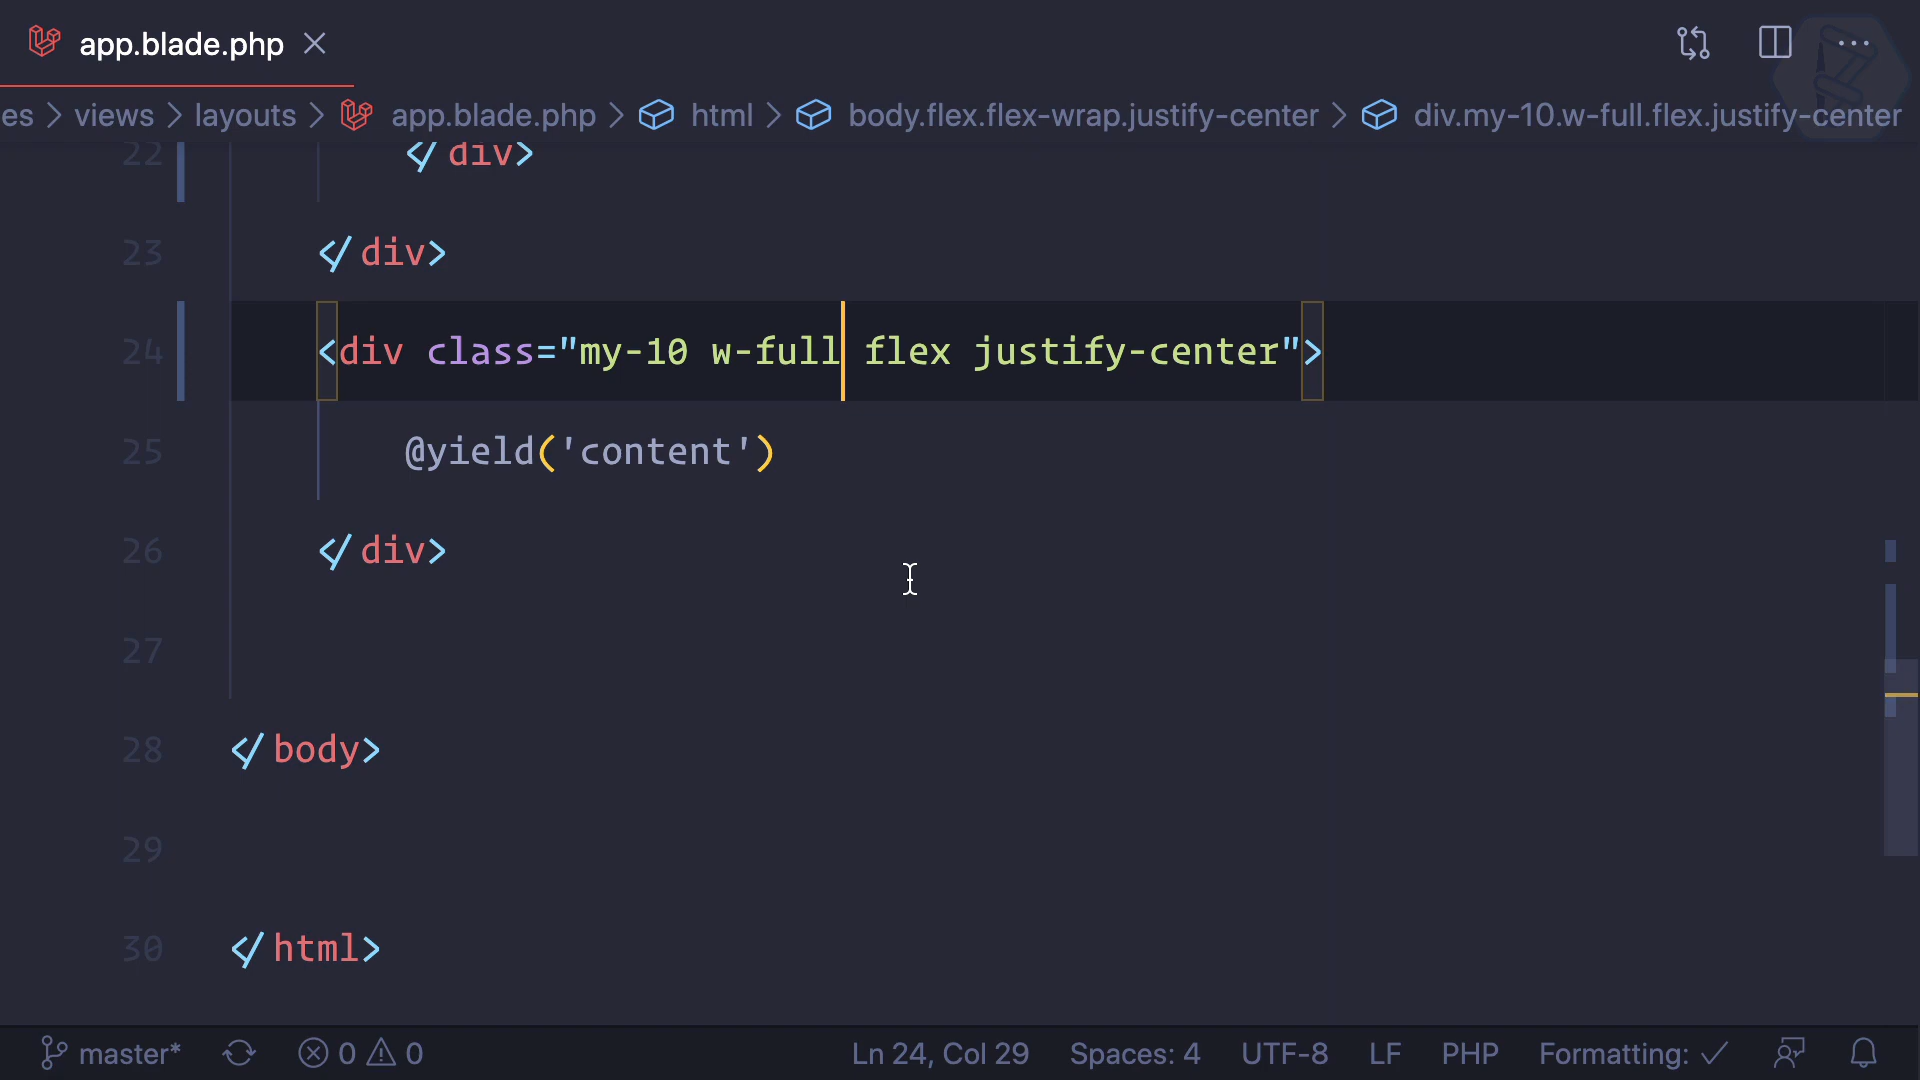 app.blade.php
es > views > layouts > app.blade.php > html > body.flex.flex-wrap.justify-center > div.my-10.w-full.flex.justify-center
22 </div>
23 </div>
24 <div class="my-10 w-full flex justify-center">
25 @yield('content')
26 </div>
27
28 </body>
29
30 </html>
master* 0 0 Ln 24, Col 29 Spaces: 4 UTF-8 LF PHP Formatting: ✓